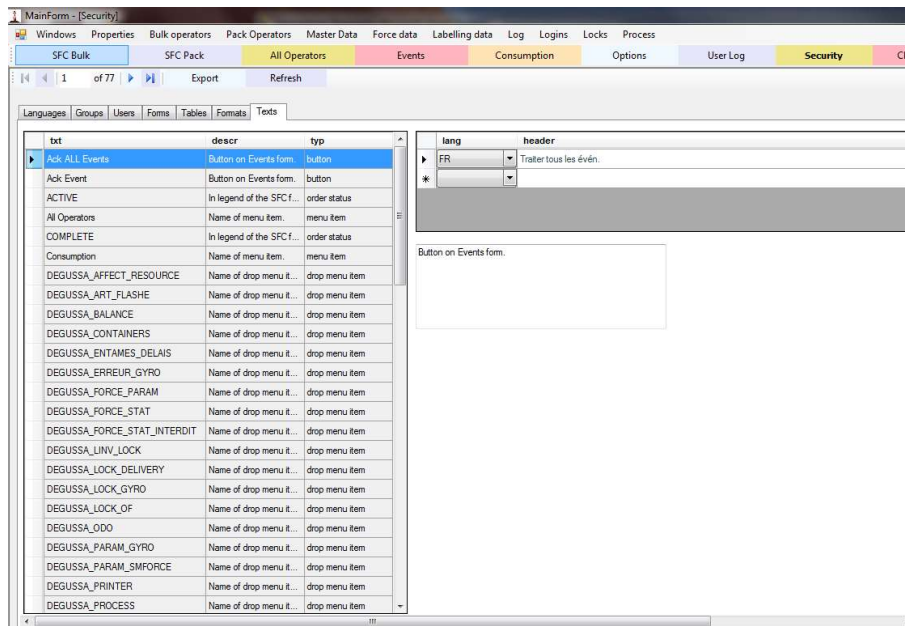 MainForm - [Security]
Menu Properties Bulk operators Pack Operators Master Data Force data Labelling data Log Logins Locks Process
SFC Bulk SFC Pack All Operators Events Consumption Options User Log Security
1 of 77 Export Refresh
Languages Groups Users Forms Tables Formats Texts
txt descr typ lang header
Ack ALL Events Button on Events form. button FR Traiter tous les évén.
Ack Event Button on Events form. button
ACTIVE In legend of the SFC f... order status
All Operators Name of menu item. menu item
COMPLETE In legend of the SFC f... order status
Consumption Name of menu item. menu item
Button on Events form.
DEGUSSA_AFFECT_RESOURCE Name of drop menu it... drop menu item
DEGUSSA_ART_FLASHE Name of drop menu it... drop menu item
DEGUSSA_BALANCE Name of drop menu it... drop menu item
DEGUSSA_CONTAINERS Name of drop menu it... drop menu item
DEGUSSA_ENTAMES_DELAIS Name of drop menu it... drop menu item
DEGUSSA_ERREUR_GYRO Name of drop menu it... drop menu item
DEGUSSA_FORCE_PARAM Name of drop menu it... drop menu item
DEGUSSA_FORCE_STAT Name of drop menu it... drop menu item
DEGUSSA_FORCE_STAT_INTERDIT Name of drop menu it... drop menu item
DEGUSSA_LINV_LOCK Name of drop menu it... drop menu item
DEGUSSA_LOCK_DELIVERY Name of drop menu it... drop menu item
DEGUSSA_LOCK_GYRO Name of drop menu it... drop menu item
DEGUSSA_LOCK_OF Name of drop menu it... drop menu item
DEGUSSA_ODO Name of drop menu it... drop menu item
DEGUSSA_PARAM_GYRO Name of drop menu it... drop menu item
DEGUSSA_PARAM_SMFORCE Name of drop menu it... drop menu item
DEGUSSA_PRINTER Name of drop menu it... drop menu item
DEGUSSA_PROCESS Name of drop menu it... drop menu item